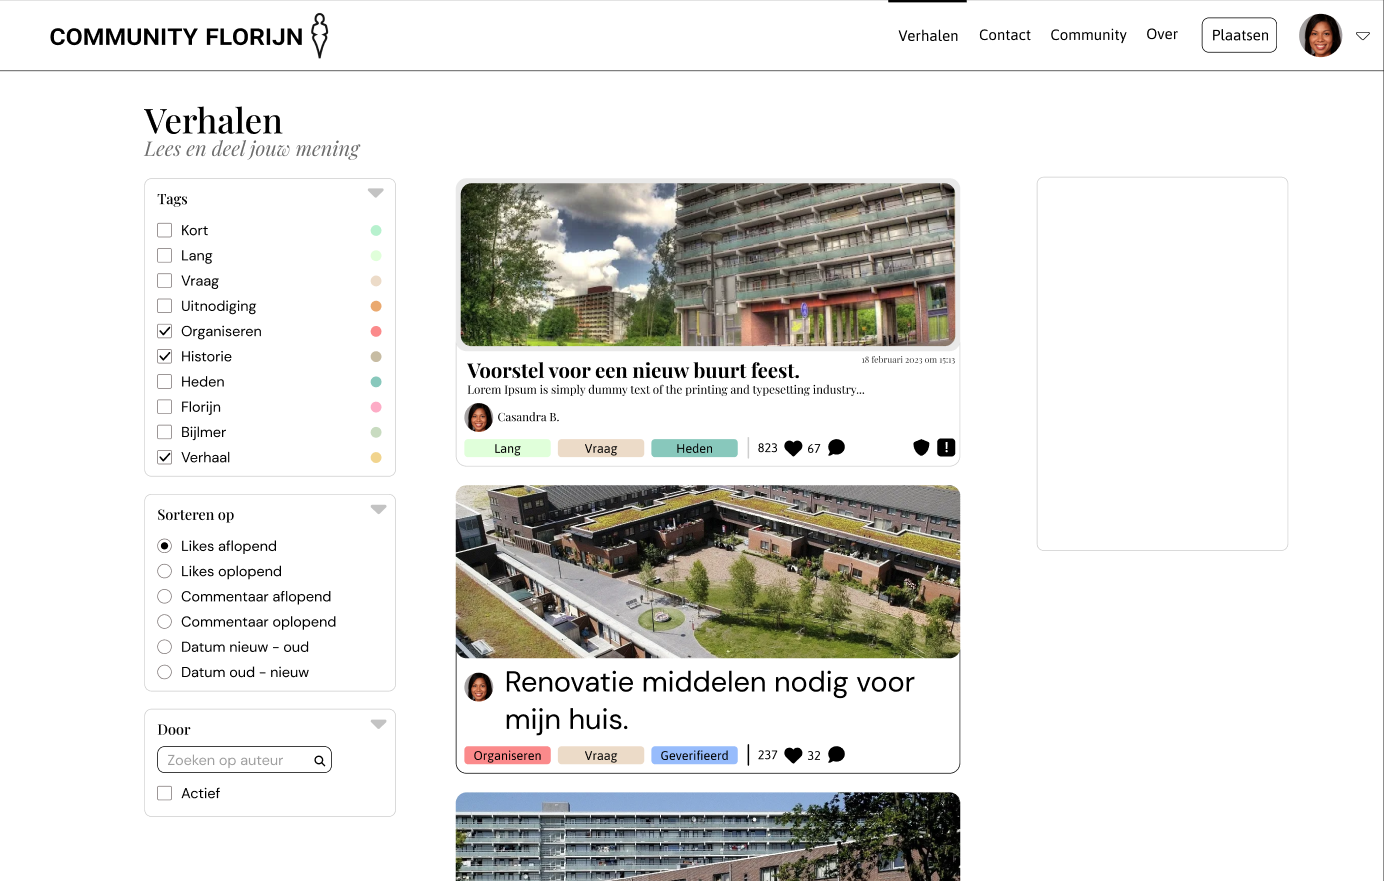 COMMUNITY FLORIJN
Verhalen
Contact
Community
Over
Plaatsen
Verhalen
Lees en deel jouw mening
Tags
Kort
Lang
Vraag
Uitnodiging
Organiseren
Historie
Heden
Florijn
Bijlmer
Verhaal
Sorteren op
Likes aflopend
Likes oplopend
Commentaar aflopend
Commentaar oplopend
Datum nieuw - oud
Datum oud - nieuw
Door
Zoeken op auteur
Actief
18 februari 2023 om 15:13
Voorstel voor een nieuw buurt feest.
Lorem Ipsum is simply dummy text of the printing and typesetting industry...
Casandra B.
Lang
Vraag
Heden
823
67
!
Renovatie middelen nodig voor
mijn huis.
Organiseren
Vraag
Geverifieerd
237
32